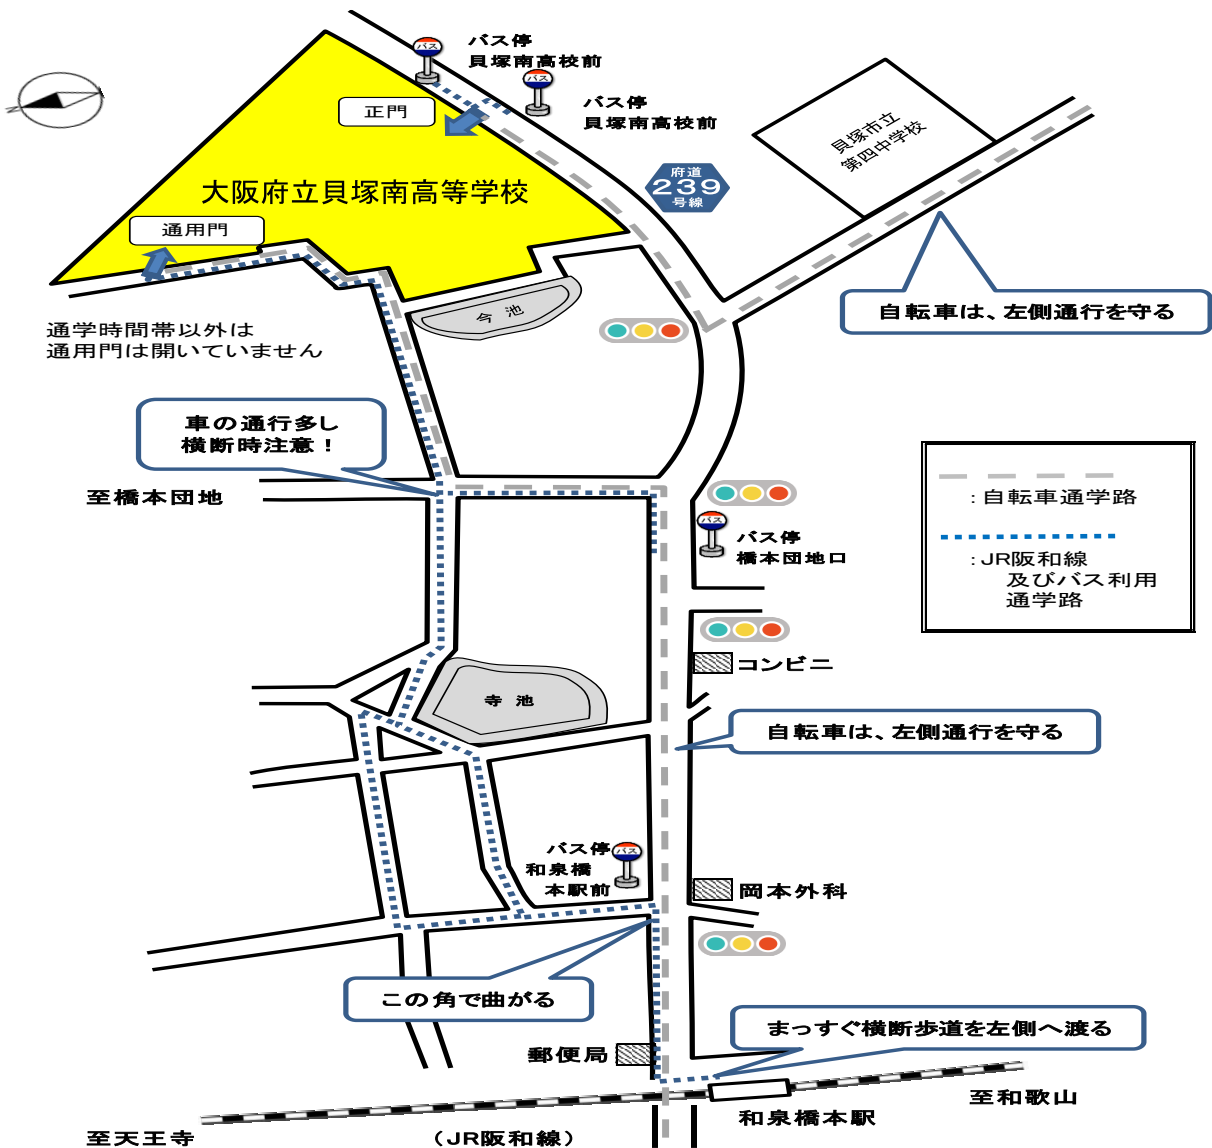 バス停
貝塚南高校前
バス
バス
バス停
貝塚南高校前
正門
貝塚市立
第四中学校
府道
239
号線
大阪府立貝塚南高等学校
通用門
自転車は、左側通行を守る
今池
通学時間帯以外は
通用門は開いていません
車の通行多し
横断時注意！
至橋本団地
：自転車通学路
：JR阪和線
及びバス利用
通学路
バス
バス停
橋本団地口
コンビニ
寺池
自転車は、左側通行を守る
バス停
和泉橋
本駅前
バス
岡本外科
この角で曲がる
まっすぐ横断歩道を左側へ渡る
郵便局
至和歌山
和泉橋本駅
至天王寺
（JR阪和線）